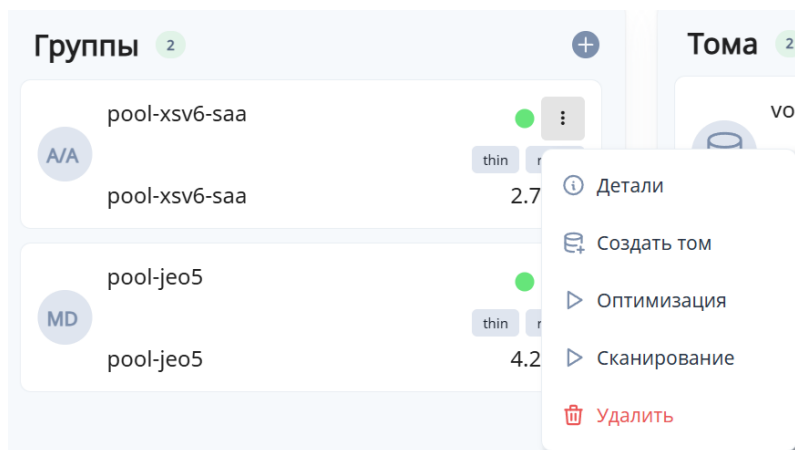 Группы 2
Тома 2
pool-xsv6-saa
A/A
thin
pool-xsv6-saa
2.7
pool-jeo5
MD
thin
pool-jeo5
4.2
vo
Детали
Создать том
Оптимизация
Сканирование
Удалить